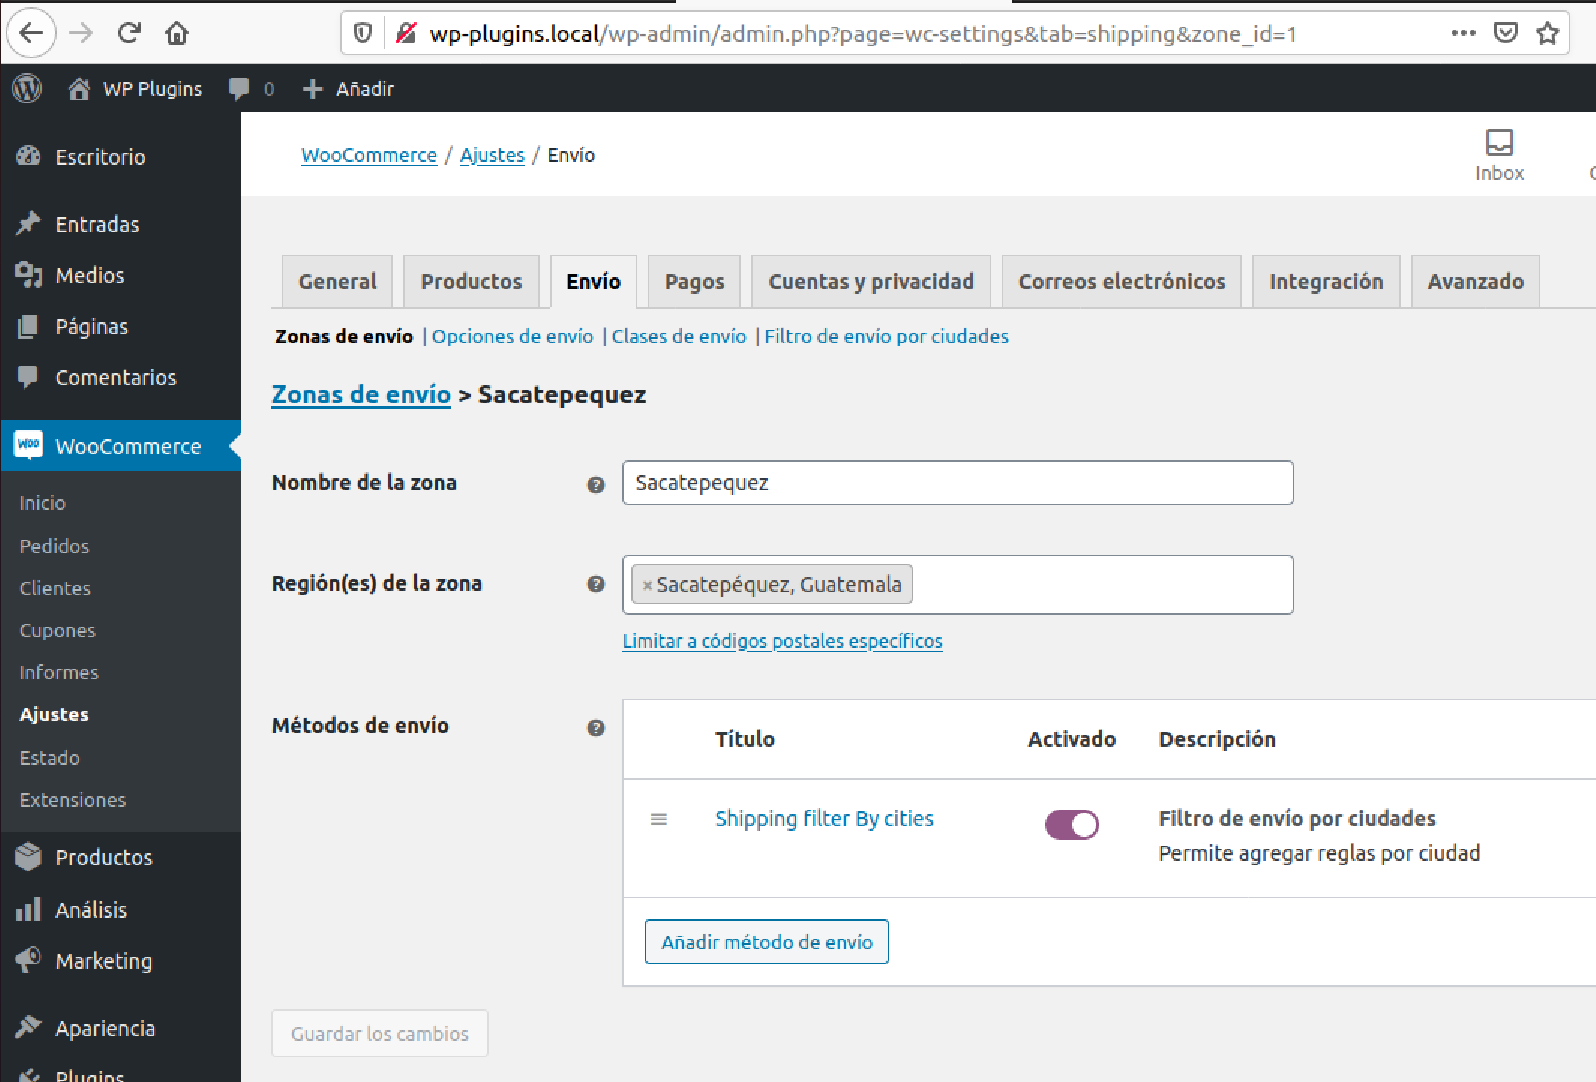 wp-plugins.local/wp-admin/admin.php?page=wc-settings&tab=shipping&zone_id=1
WP Plugins 0 Añadir
Escritorio
Entradas
Medios
Páginas
Comentarios
WOO WooCommerce
Inicio
Pedidos
Clientes
Cupones
Informes
Ajustes
Estado
Extensiones
Productos
Análisis
Marketing
Apariencia
Plugins
WooCommerce / Ajustes / Envío
Inbox
General Productos Envío Pagos Cuentas y privacidad Correos electrónicos Integración Avanzado
Zonas de envío | Opciones de envío | Clases de envío | Filtro de envío por ciudades
Zonas de envío > Sacatepequez
Nombre de la zona ? Sacatepequez
Región(es) de la zona ? × Sacatepéquez, Guatemala
Limitar a códigos postales específicos
Métodos de envío ?
Título Activado Descripción
Shipping filter By cities Filtro de envío por ciudades
Permite agregar reglas por ciudad
Añadir método de envío
Guardar los cambios